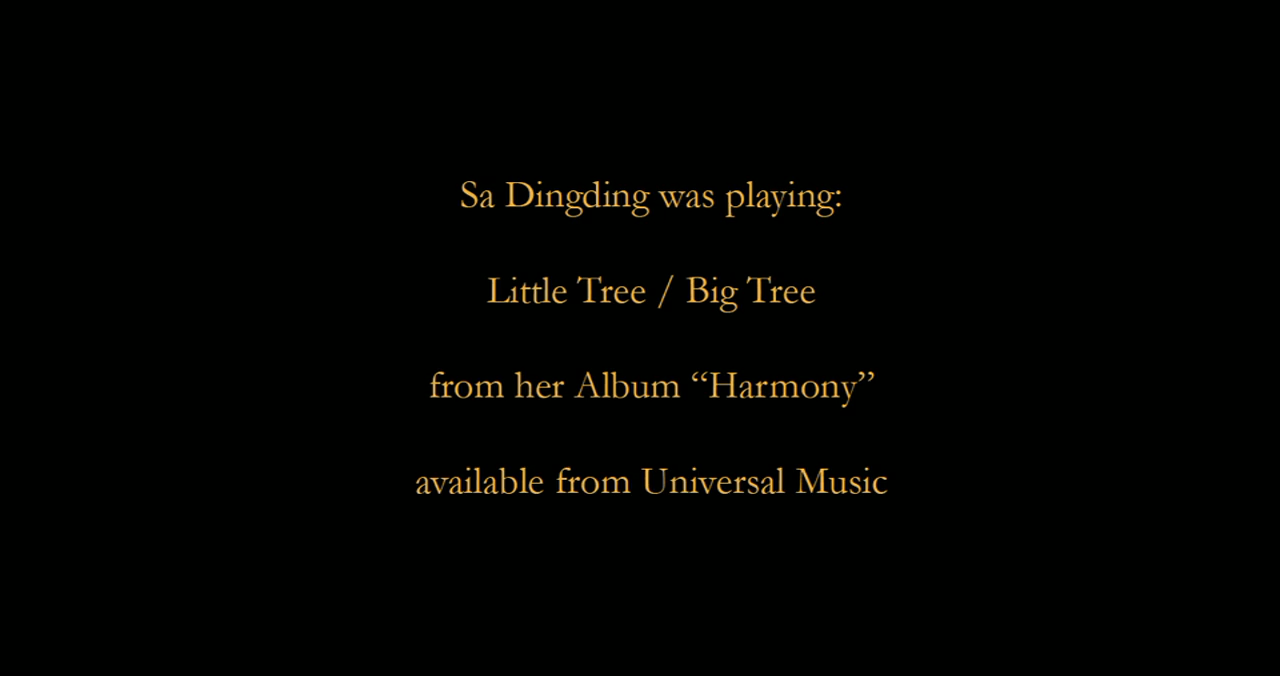 Sa Dingding was playing:
Little Tree / Big Tree
from her Album “Harmony”
available from Universal Music